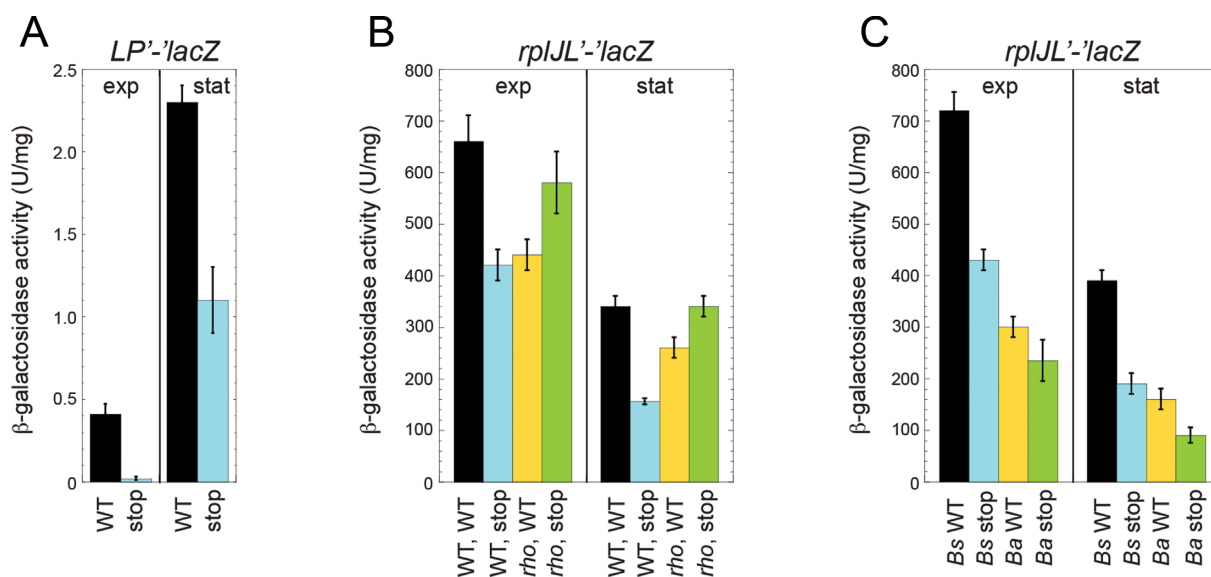 A
LP'-'lacZ
β-galactosidase activity (U/mg)
2.5
2.0
1.5
1.0
0.5
0
exp
stat
WT
stop
WT
stop
B
rplJL'-'lacZ
β-galactosidase activity (U/mg)
800
700
600
500
400
300
200
100
0
exp
stat
WT, WT
WT, stop
rho, WT
rho, stop
WT, WT
WT, stop
rho, WT
rho, stop
C
rplJL'-'lacZ
β-galactosidase activity (U/mg)
800
700
600
500
400
300
200
100
0
exp
stat
Bs WT
Bs stop
Ba WT
Ba stop
Bs WT
Bs stop
Ba WT
Ba stop